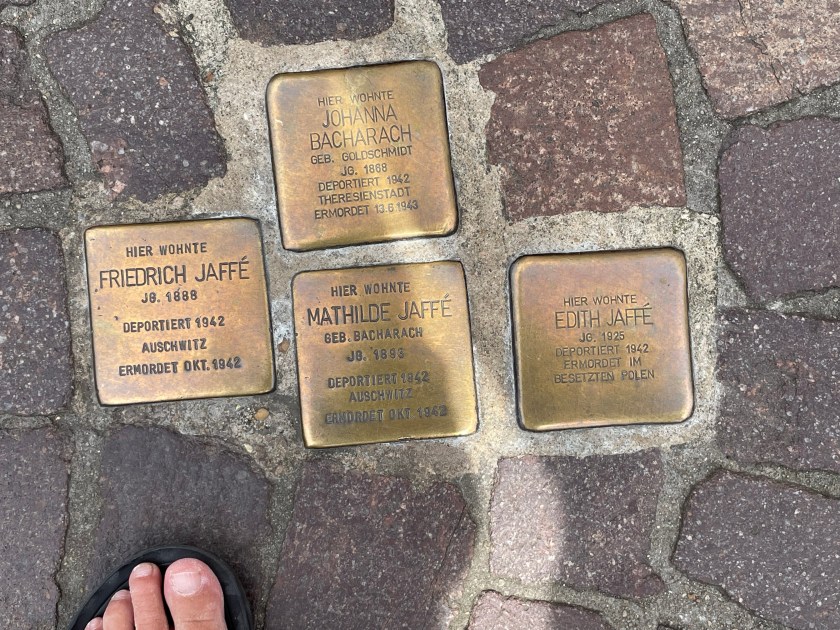 HIER WOHNTE
JOHANNA
BACHARACH
GEB. GOLDSCHMIDT
JG. 1868
DEPORTIERT 1942
THERESIENSTADT
ERMORDET 13.6.1943
HIER WOHNTE
FRIEDRICH JAFFÉ
JG. 1888
DEPORTIERT 1942
AUSCHWITZ
ERMORDET OKT. 1942
HIER WOHNTE
MATHILDE JAFFÉ
GEB. BACHARACH
JG. 1893
DEPORTIERT 1942
AUSCHWITZ
ERMORDET OKT. 1942
HIER WOHNTE
EDITH JAFFÉ
JG. 1925
DEPORTIERT 1942
ERMORDET IM
BESETZTEN POLEN